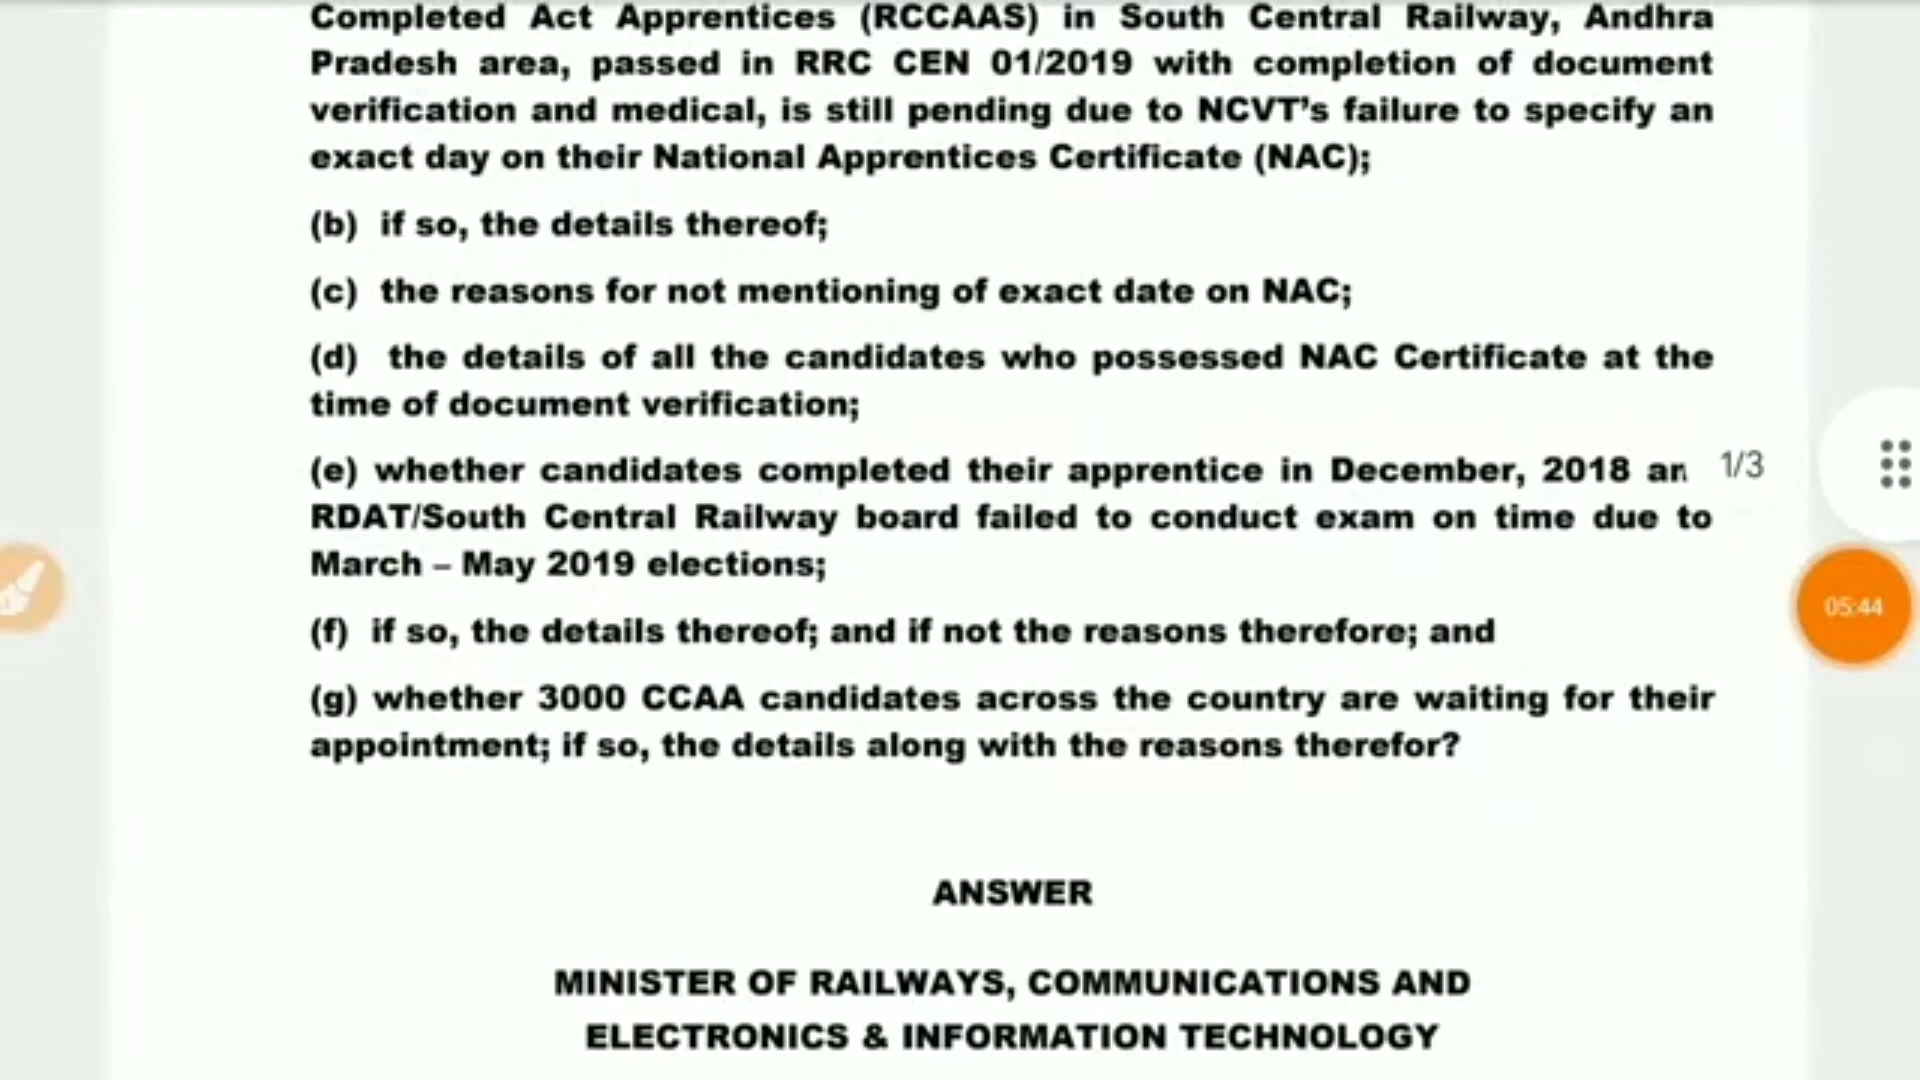 Completed Act Apprentices (RCCAAS) in South Central Railway, Andhra
Pradesh area, passed in RRC CEN 01/2019 with completion of document
verification and medical, is still pending due to NCVT's failure to specify an
exact day on their National Apprentices Certificate (NAC);
(b) if so, the details thereof;
(c) the reasons for not mentioning of exact date on NAC;
(d) the details of all the candidates who possessed NAC Certificate at the
time of document verification;
(e) whether candidates completed their apprentice in December, 2018 an
1/3
RDAT/South Central Railway board failed to conduct exam on time due to
March – May 2019 elections;
05:44
(f) if so, the details thereof; and if not the reasons therefore; and
(g) whether 3000 CCAA candidates across the country are waiting for their
appointment; if so, the details along with the reasons therefor?
ANSWER
MINISTER OF RAILWAYS, COMMUNICATIONS AND
ELECTRONICS & INFORMATION TECHNOLOGY